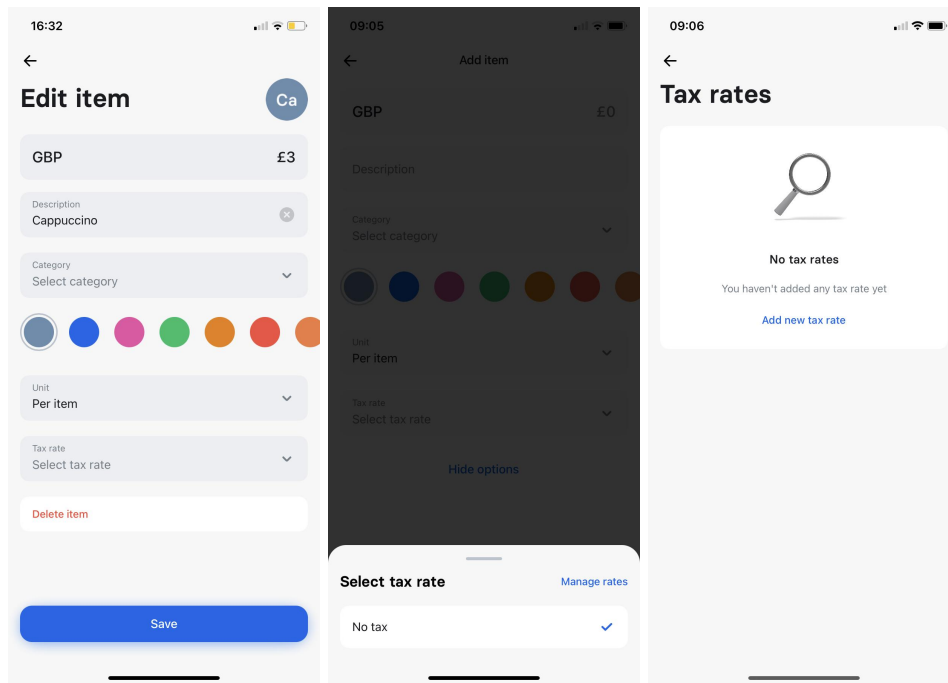 16:32
Edit item
Ca
GBP £3
Description
Cappuccino
Category
Select category
Unit
Per item
Tax rate
Select tax rate
Delete item
Save
09:05
Add item
GBP £0
Description
Category
Select category
Unit
Per item
Tax rate
Select tax rate
Hide options
Select tax rate Manage rates
No tax
09:06
Tax rates
No tax rates
You haven't added any tax rate yet
Add new tax rate